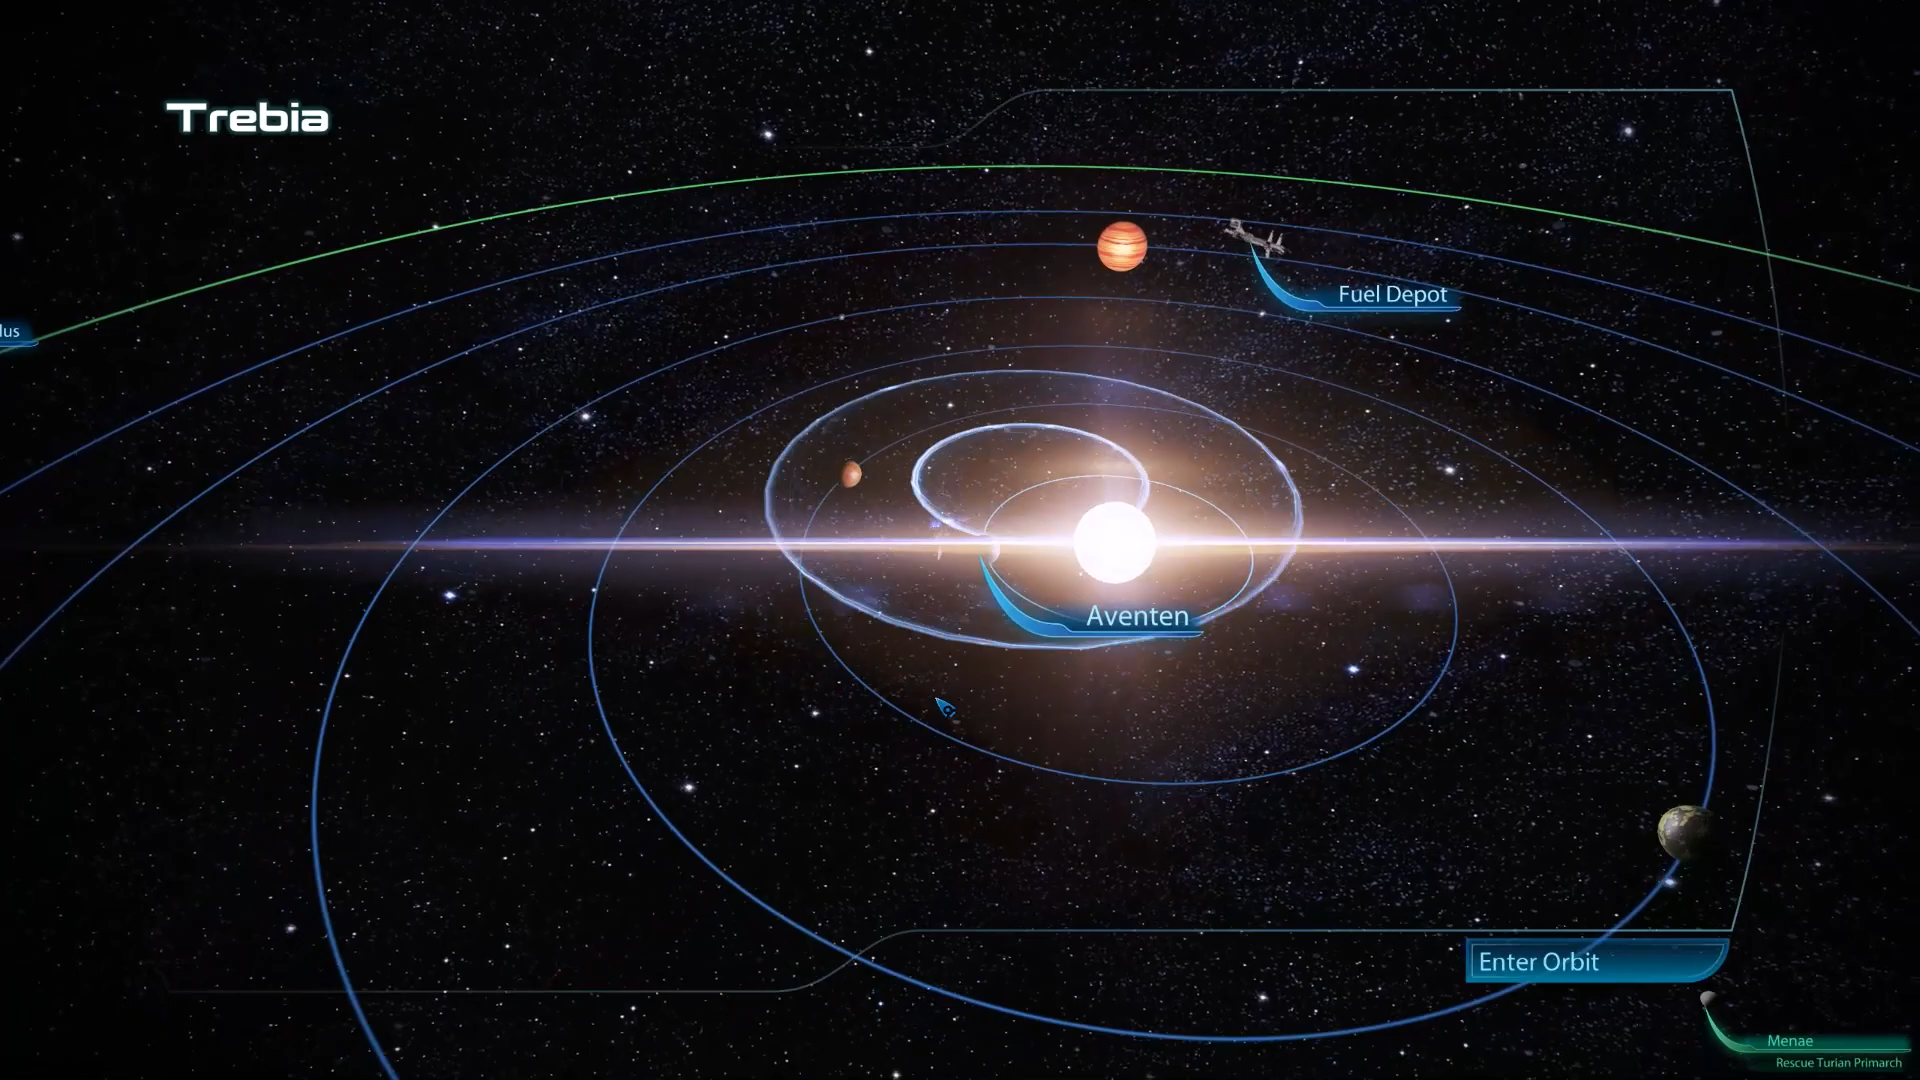 Trebia
Fuel Depot
lus
Aventen
Enter Orbit
Menae
Rescue Turian Primarch